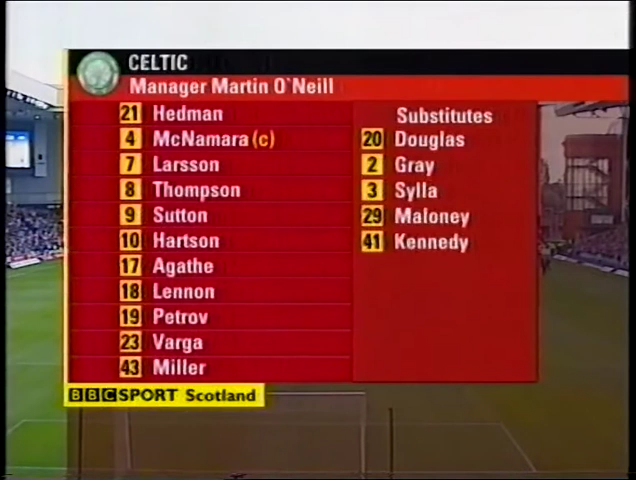 CELTIC
Manager Martin O'Neill
21 Hedman
4 McNamara (c)
7 Larsson
8 Thompson
9 Sutton
10 Hartson
17 Agathe
18 Lennon
19 Petrov
23 Varga
43 Miller
Substitutes
20 Douglas
2 Gray
3 Sylla
29 Maloney
41 Kennedy
BBC SPORT Scotland